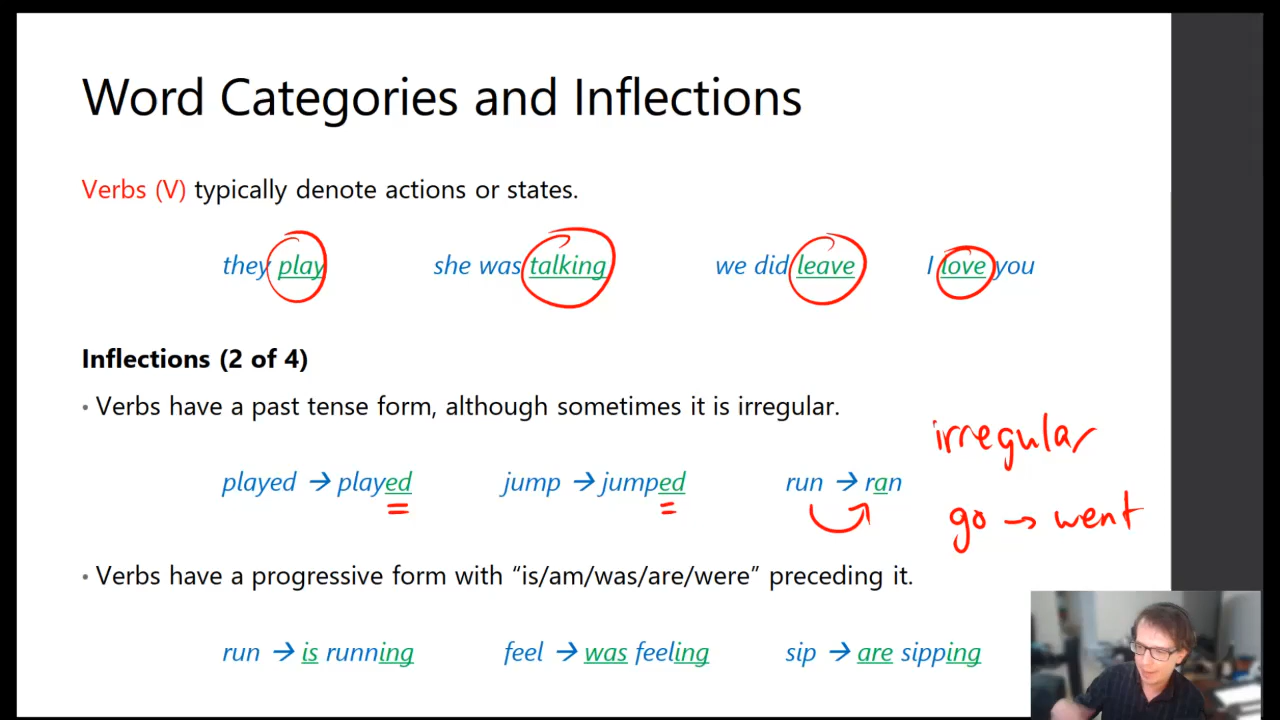 Word Categories and Inflections
Verbs (V) typically denote actions or states.
they play she was talking we did leave I love you
Inflections (2 of 4)
• Verbs have a past tense form, although sometimes it is irregular.
irregular
played → played jump → jumped run → ran
go → went
• Verbs have a progressive form with “is/am/was/are/were” preceding it.
run → is running feel → was feeling sip → are sipping